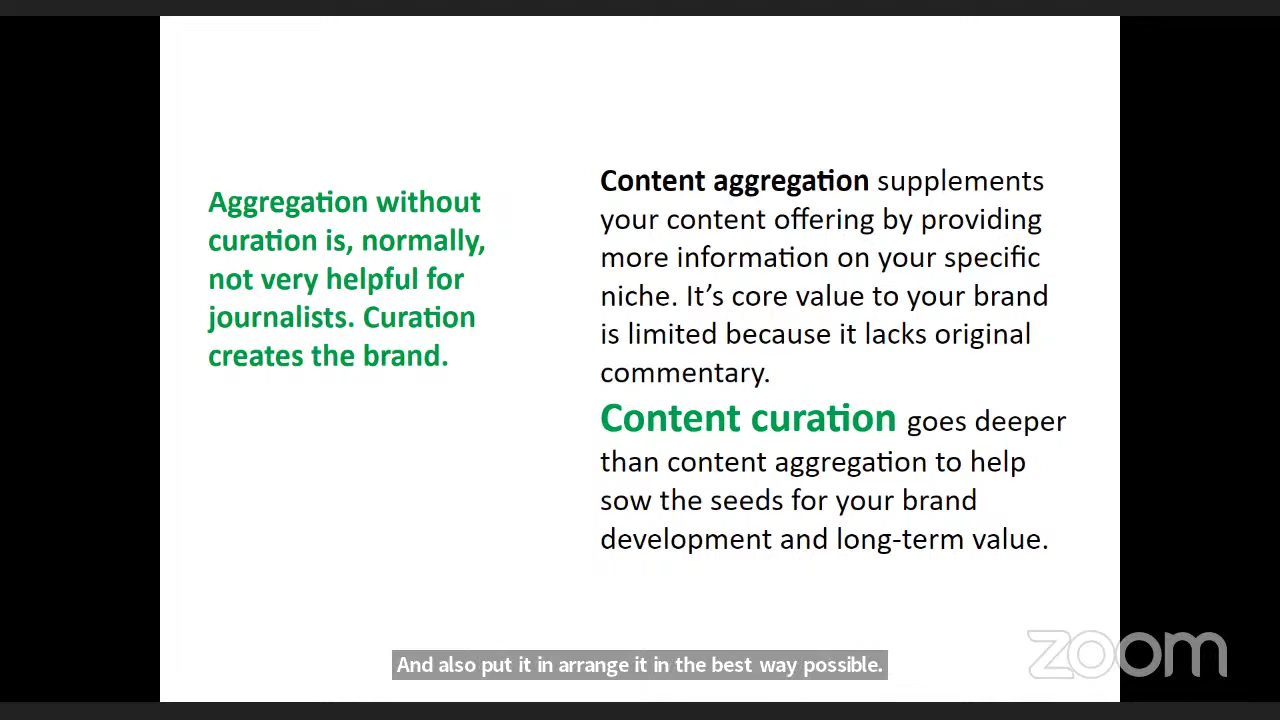 Aggregation without
curation is, normally,
not very helpful for
journalists. Curation
creates the brand.
Content aggregation supplements
your content offering by providing
more information on your specific
niche. It’s core value to your brand
is limited because it lacks original
commentary.
Content curation goes deeper
than content aggregation to help
sow the seeds for your brand
development and long-term value.
And also put it in arrange it in the best way possible.
zoom